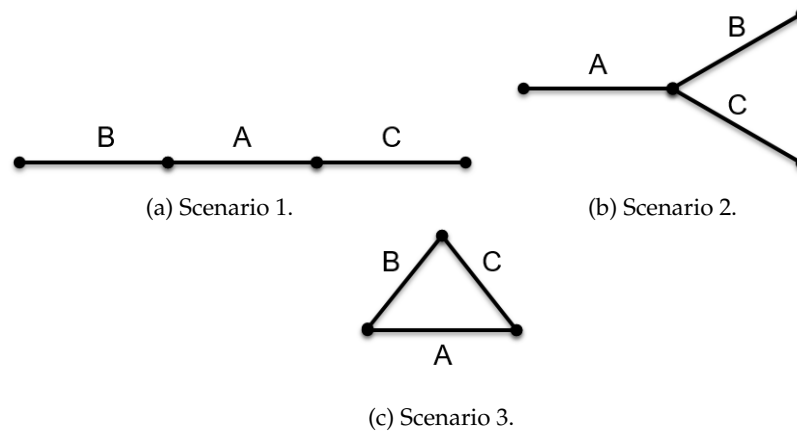 B A C
(a) Scenario 1.
A B C
(b) Scenario 2.
B C
A
(c) Scenario 3.